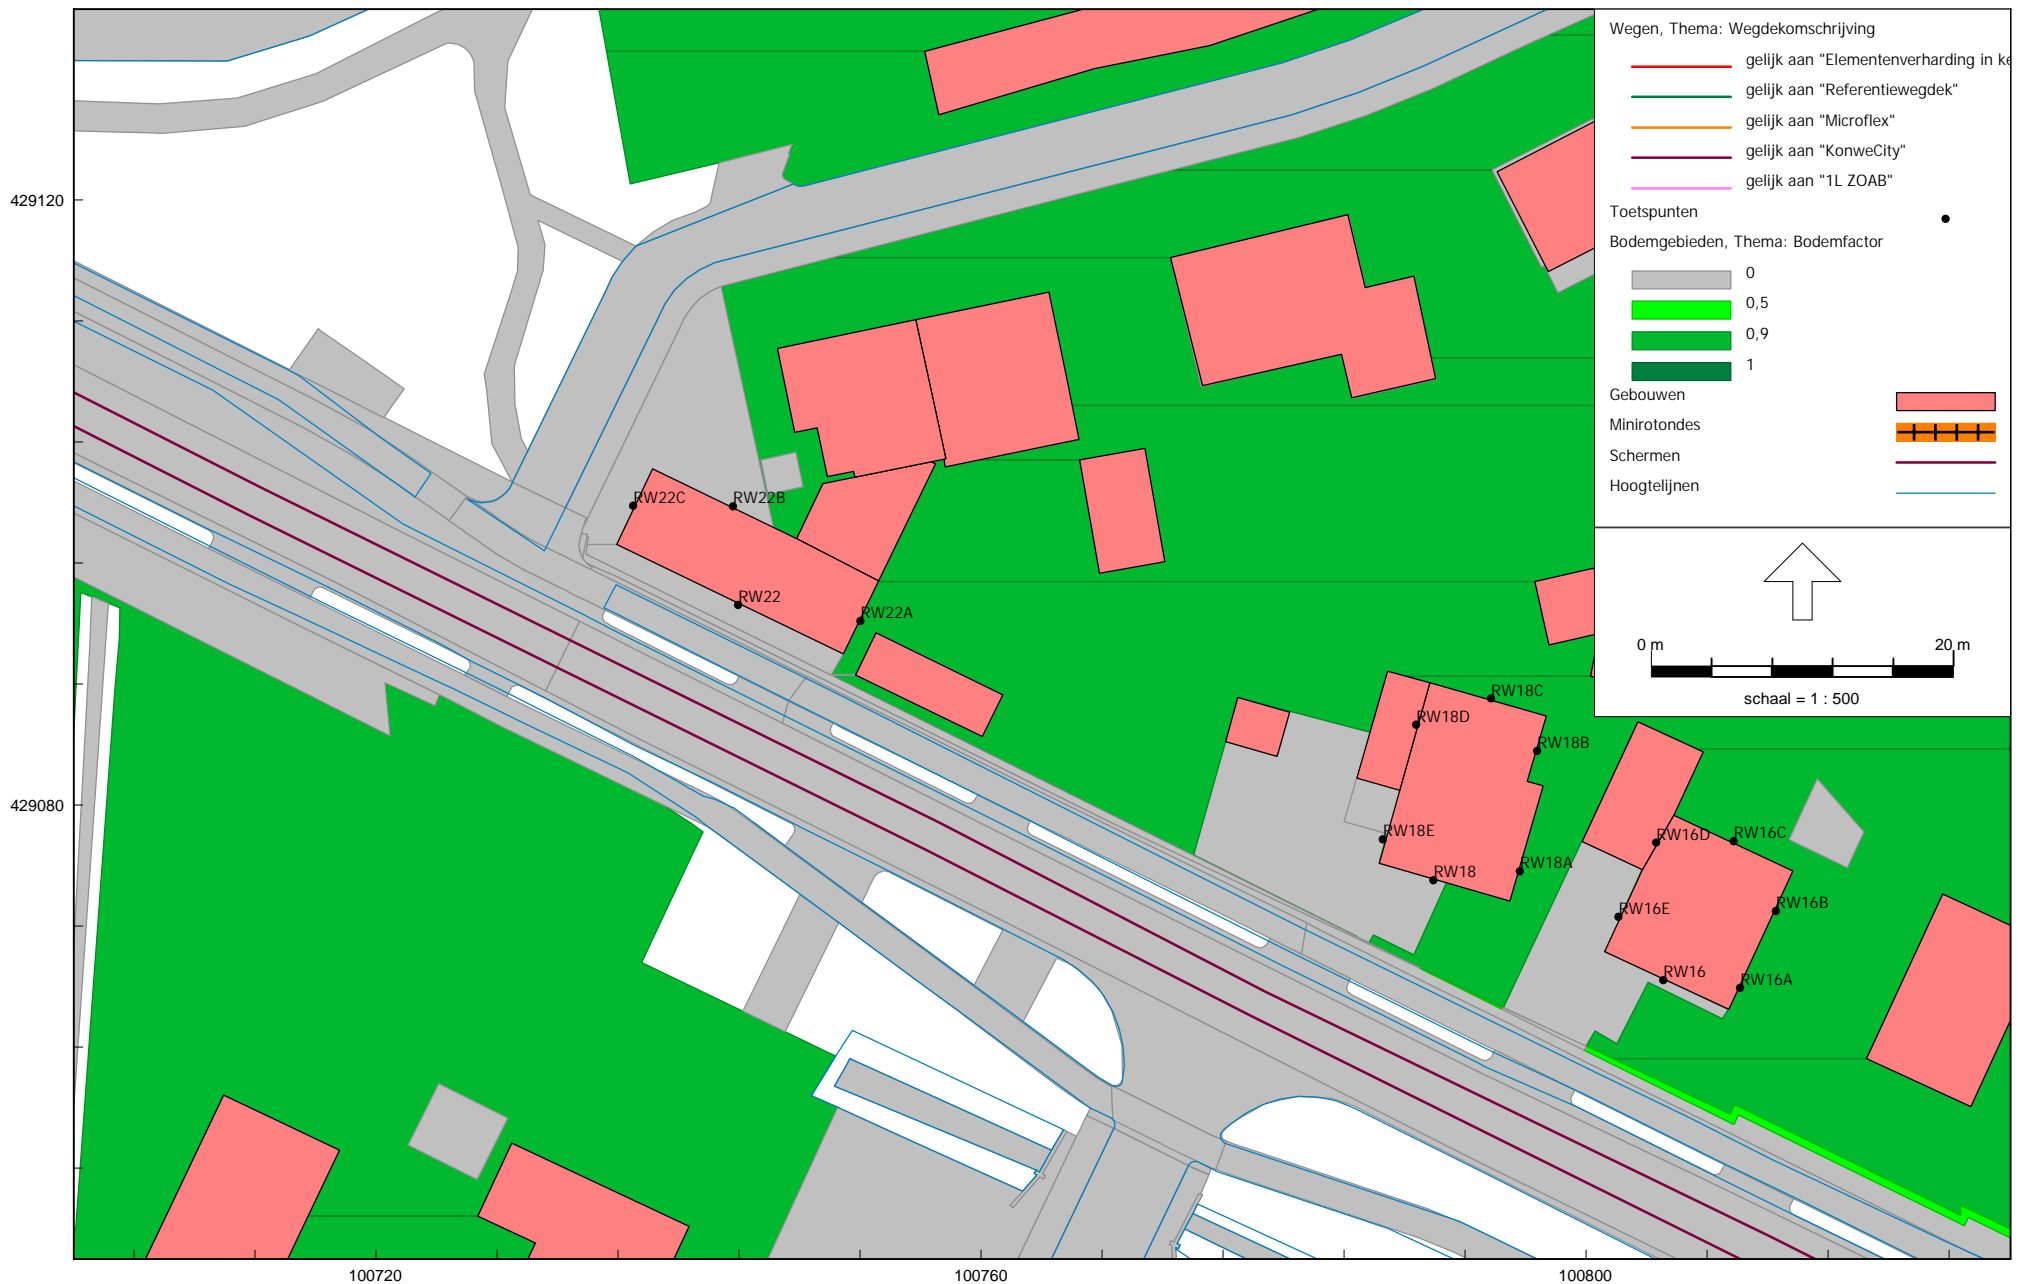 Wegen, Thema: Wegdekomschrijving
gelijk aan "Elementenverharding in ke
gelijk aan "Referentiewegdek"
gelijk aan "Microflex"
gelijk aan "KonweCity"
gelijk aan "1L ZOAB"
Toetspunten
Bodemgebieden, Thema: Bodemfactor
0
0,5
0,9
1
Gebouwen
Minirotondes
Schermen
Hoogtelijnen
0 m
20 m
schaal = 1 : 500
429120
429080
100720
100760
100800
RW22C
RW22B
RW22
RW22A
RW18C
RW18D
RW18B
RW18E
RW18
RW18A
RW16D
RW16C
RW16E
RW16B
RW16
RW16A